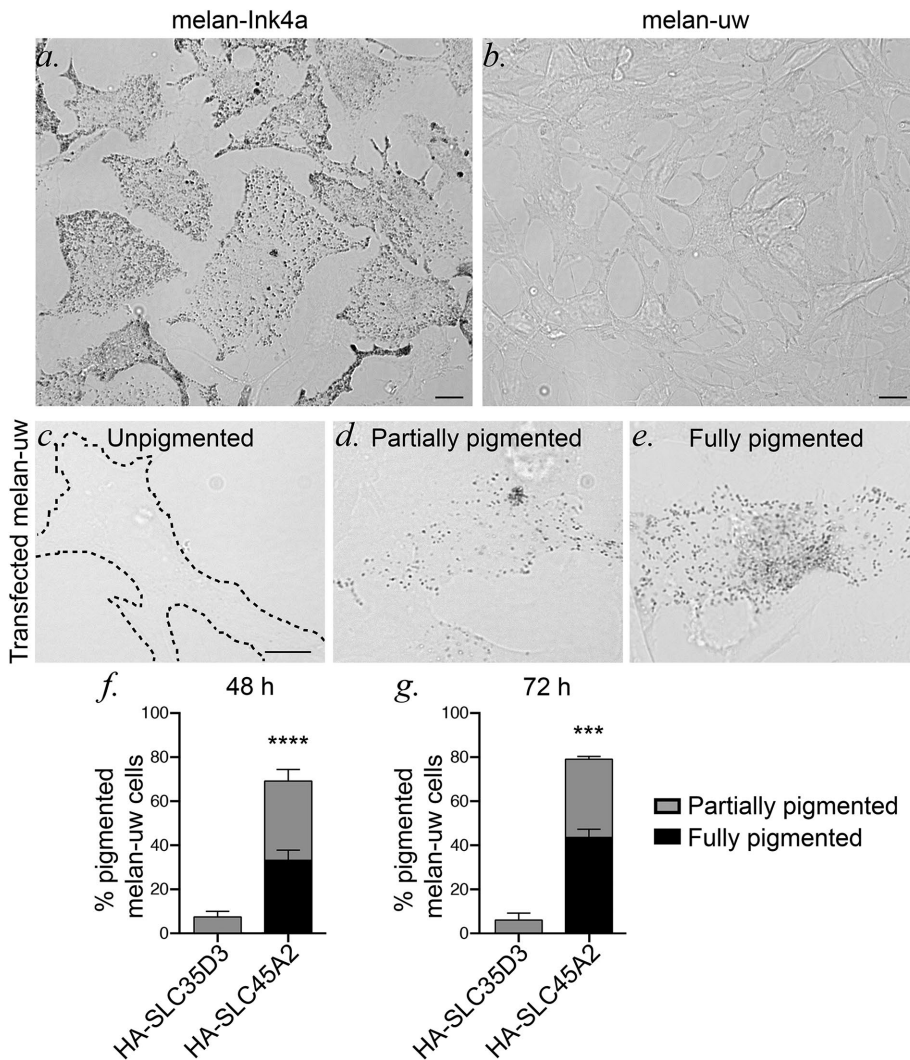 melan-Ink4a
melan-uw
a.
b.
Transfected melan-uw
c.
Unpigmented
d.
Partially pigmented
e.
Fully pigmented
f.
48 h
g.
72 h
% pigmented
melan-uw cells
100
80
60
40
20
0
****
HA-SLC35D3
HA-SLC45A2
% pigmented
melan-uw cells
100
80
60
40
20
0
***
HA-SLC35D3
HA-SLC45A2
Partially pigmented
Fully pigmented